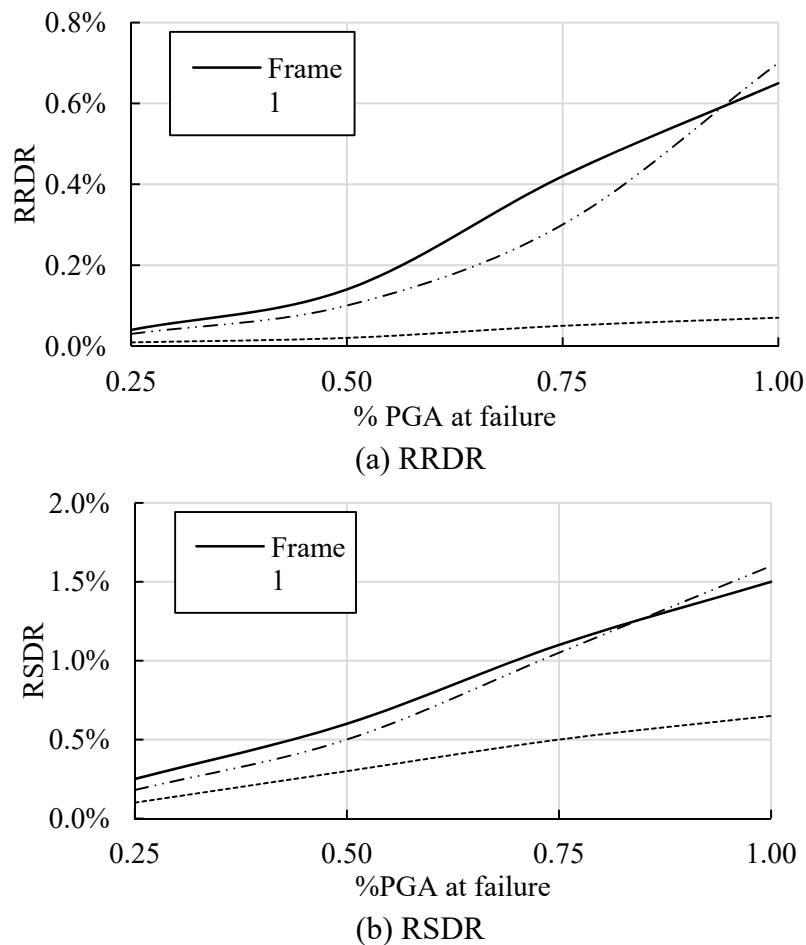 0.8%
Frame
1
0.6%
0.4%
RRDR
0.2%
0.0%
0.25 0.50 0.75 1.00
% PGA at failure
(a) RRDR
2.0%
Frame
1
1.5%
1.0%
RSDR
0.5%
0.0%
0.25 0.50 0.75 1.00
%PGA at failure
(b) RSDR